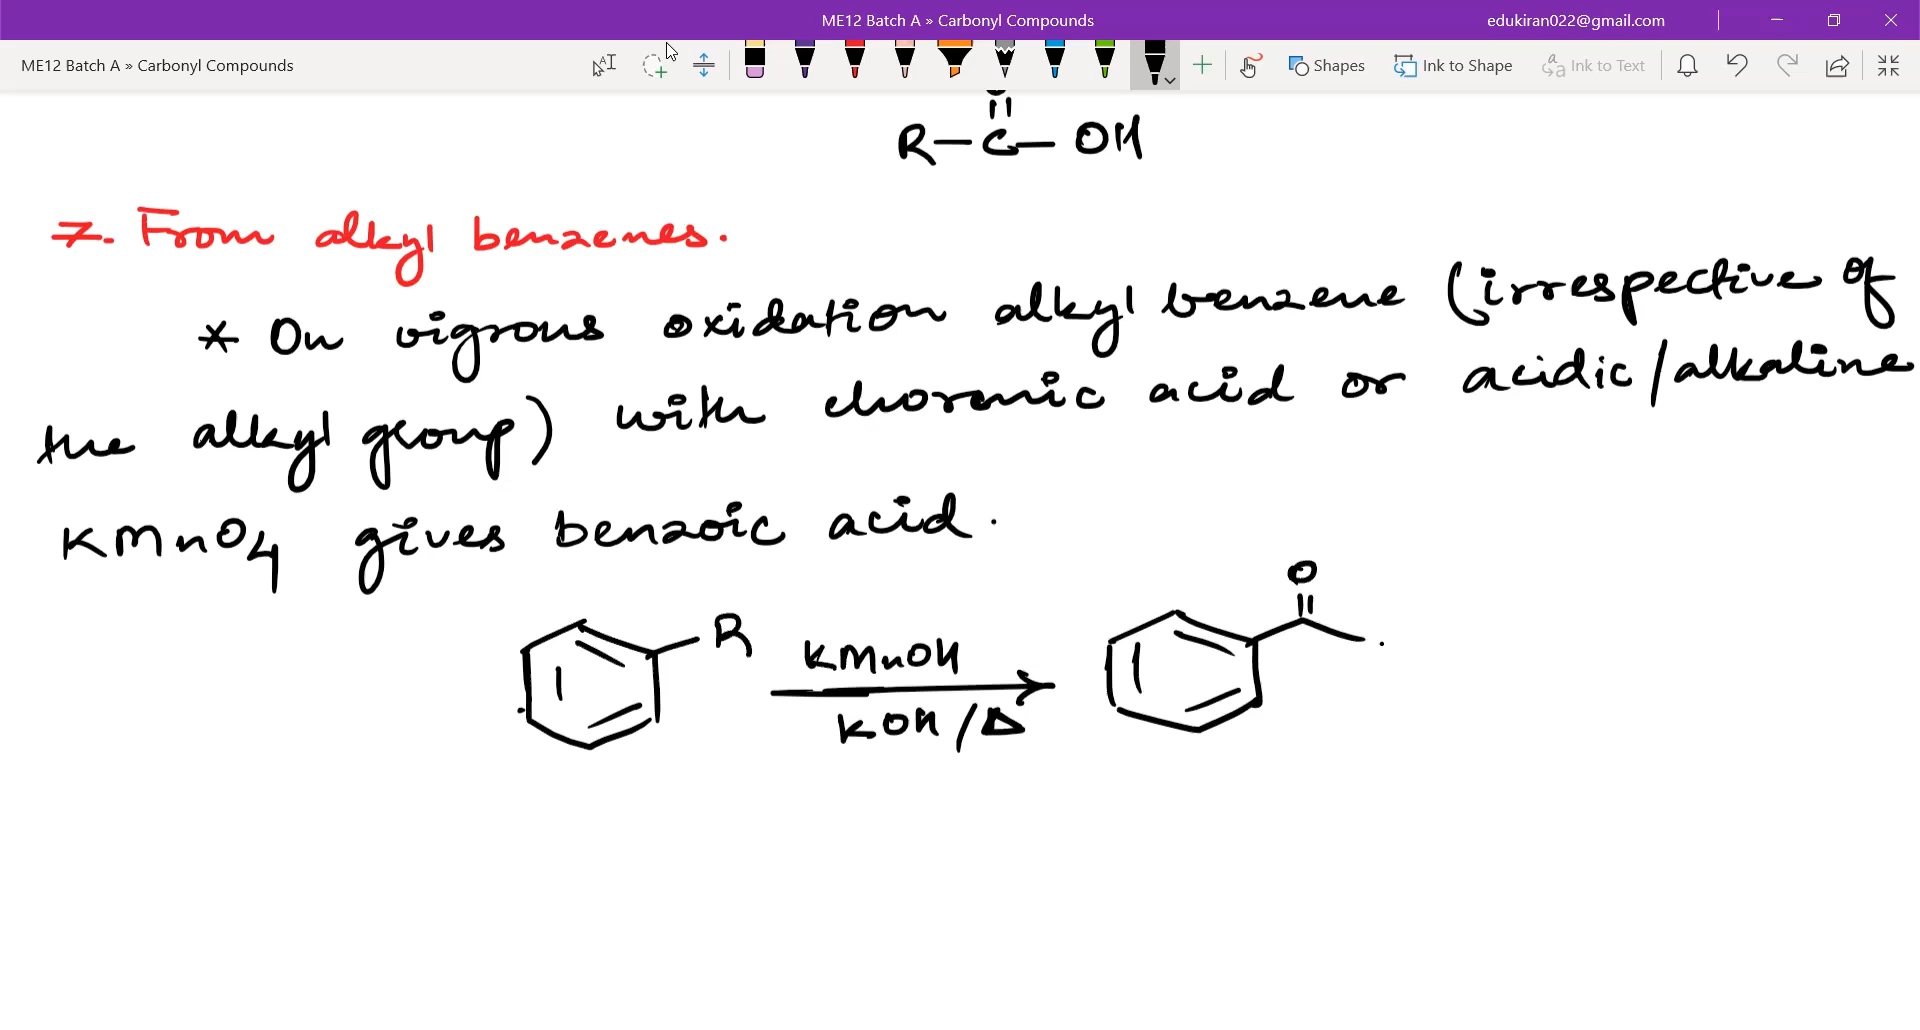 ME12 Batch A » Carbonyl Compounds
edukiran022@gmail.com
ME12 Batch A » Carbonyl Compounds
Shapes
Ink to Shape
Ink to Text
R-C-OH
7. From alkyl benzenes.
* On vigrous oxidation alkyl benzene (irrespective of
the alkyl group) with choromic acid or acidic/alkaline
KMnO4 gives benzoic acid.
O
R
KMnOH
KOH/Δ